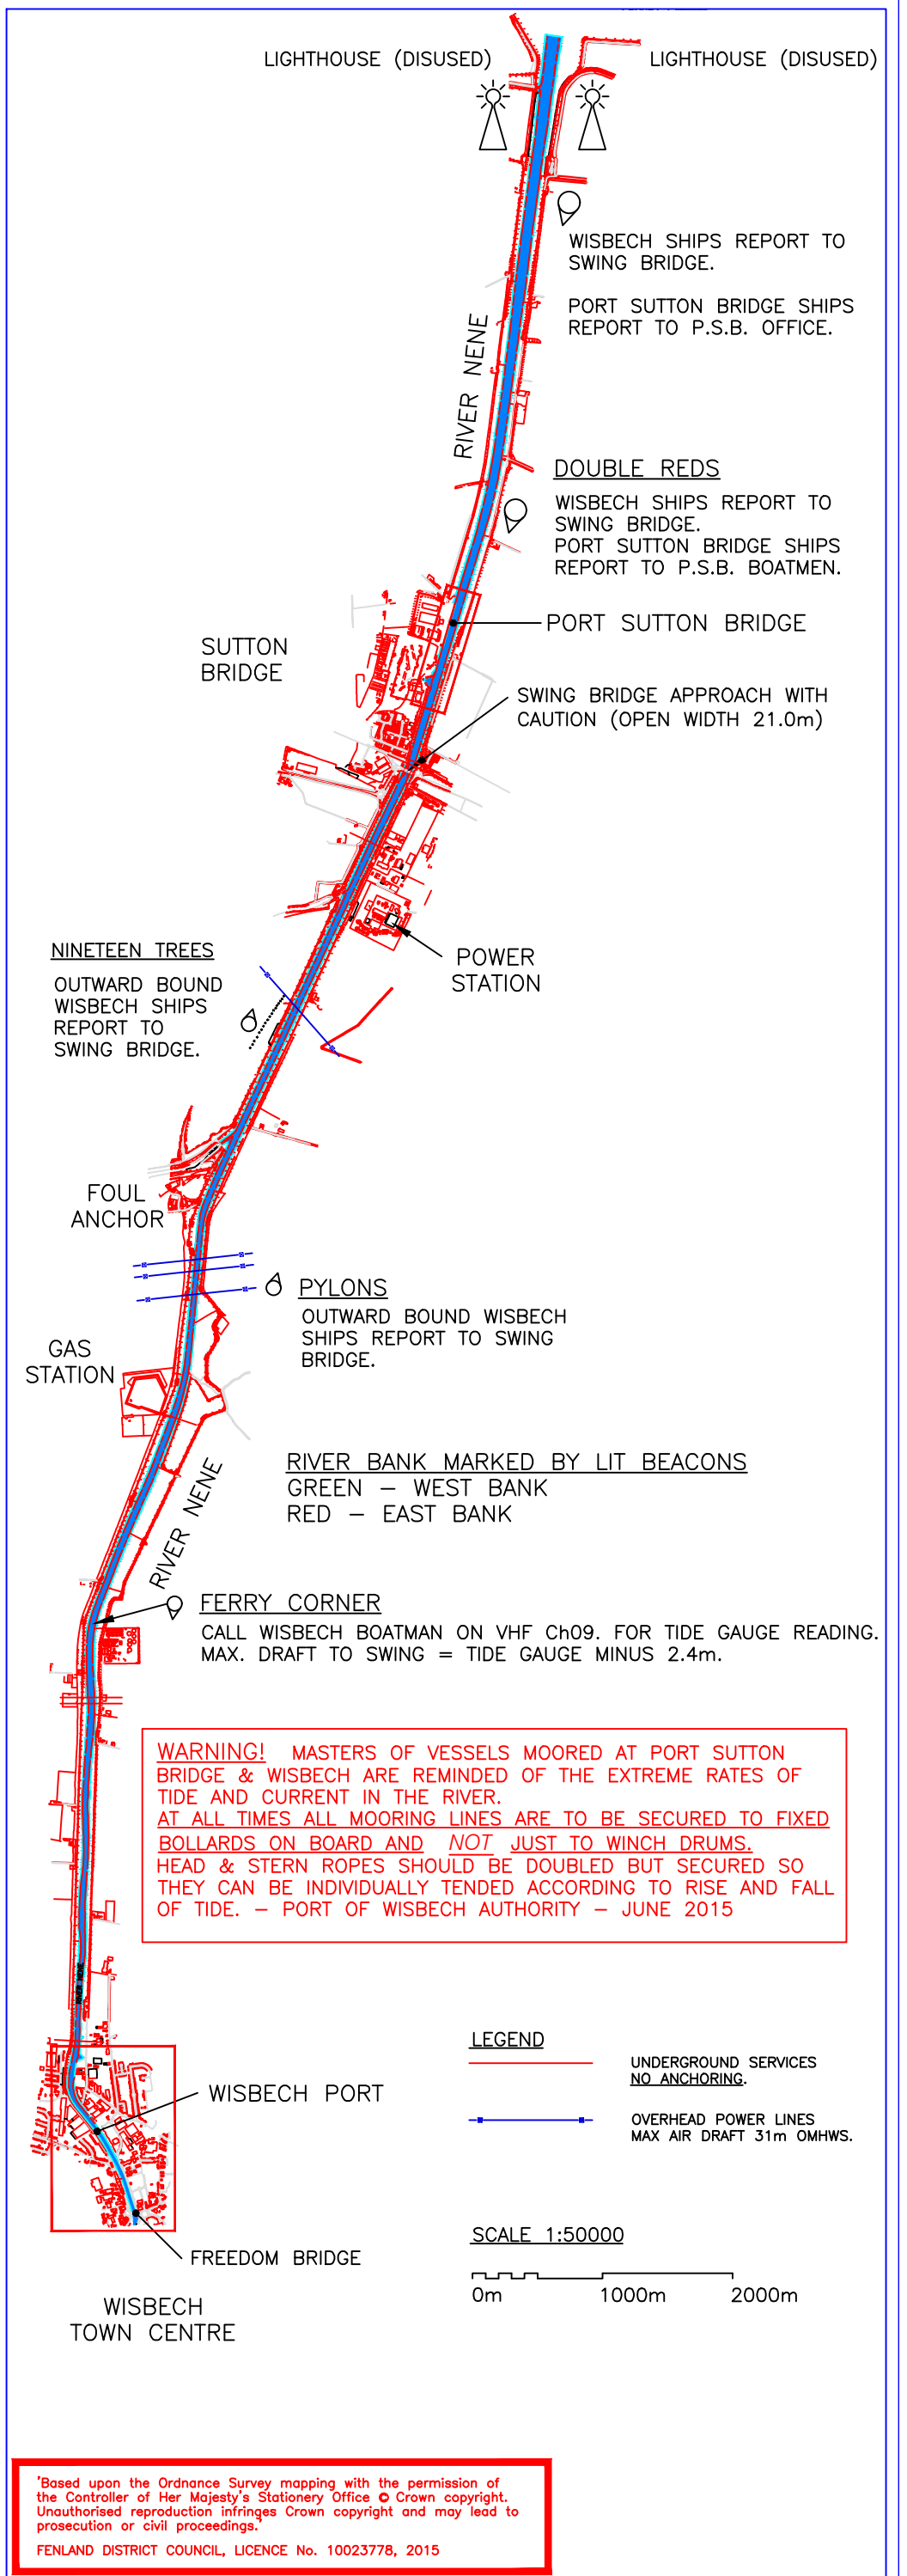 LIGHTHOUSE (DISUSED)
LIGHTHOUSE (DISUSED)
WISBECH SHIPS REPORT TO
SWING BRIDGE.
PORT SUTTON BRIDGE SHIPS
REPORT TO P.S.B. OFFICE.
RIVER NENE
DOUBLE REDS
WISBECH SHIPS REPORT TO
SWING BRIDGE.
PORT SUTTON BRIDGE SHIPS
REPORT TO P.S.B. BOATMEN.
PORT SUTTON BRIDGE
SUTTON
BRIDGE
SWING BRIDGE APPROACH WITH
CAUTION (OPEN WIDTH 21.0m)
POWER
STATION
NINETEEN TREES
OUTWARD BOUND
WISBECH SHIPS
REPORT TO
SWING BRIDGE.
FOUL
ANCHOR
PYLONS
OUTWARD BOUND WISBECH
SHIPS REPORT TO SWING
BRIDGE.
GAS
STATION
RIVER BANK MARKED BY LIT BEACONS
GREEN – WEST BANK
RED – EAST BANK
RIVER NENE
FERRY CORNER
CALL WISBECH BOATMAN ON VHF Ch09. FOR TIDE GAUGE READING.
MAX. DRAFT TO SWING = TIDE GAUGE MINUS 2.4m.
WARNING! MASTERS OF VESSELS MOORED AT PORT SUTTON
BRIDGE & WISBECH ARE REMINDED OF THE EXTREME RATES OF
TIDE AND CURRENT IN THE RIVER.
AT ALL TIMES ALL MOORING LINES ARE TO BE SECURED TO FIXED
BOLLARDS ON BOARD AND NOT JUST TO WINCH DRUMS.
HEAD & STERN ROPES SHOULD BE DOUBLED BUT SECURED SO
THEY CAN BE INDIVIDUALLY TENDED ACCORDING TO RISE AND FALL
OF TIDE. – PORT OF WISBECH AUTHORITY – JUNE 2015
RIVER NENE
LEGEND
UNDERGROUND SERVICES
NO ANCHORING.
OVERHEAD POWER LINES
MAX AIR DRAFT 31m OMHWS.
WISBECH PORT
FREEDOM BRIDGE
WISBECH
TOWN CENTRE
SCALE 1:50000
0m 1000m 2000m
'Based upon the Ordnance Survey mapping with the permission of
the Controller of Her Majesty's Stationery Office © Crown copyright.
Unauthorised reproduction infringes Crown copyright and may lead to
prosecution or civil proceedings.'
FENLAND DISTRICT COUNCIL, LICENCE No. 10023778, 2015